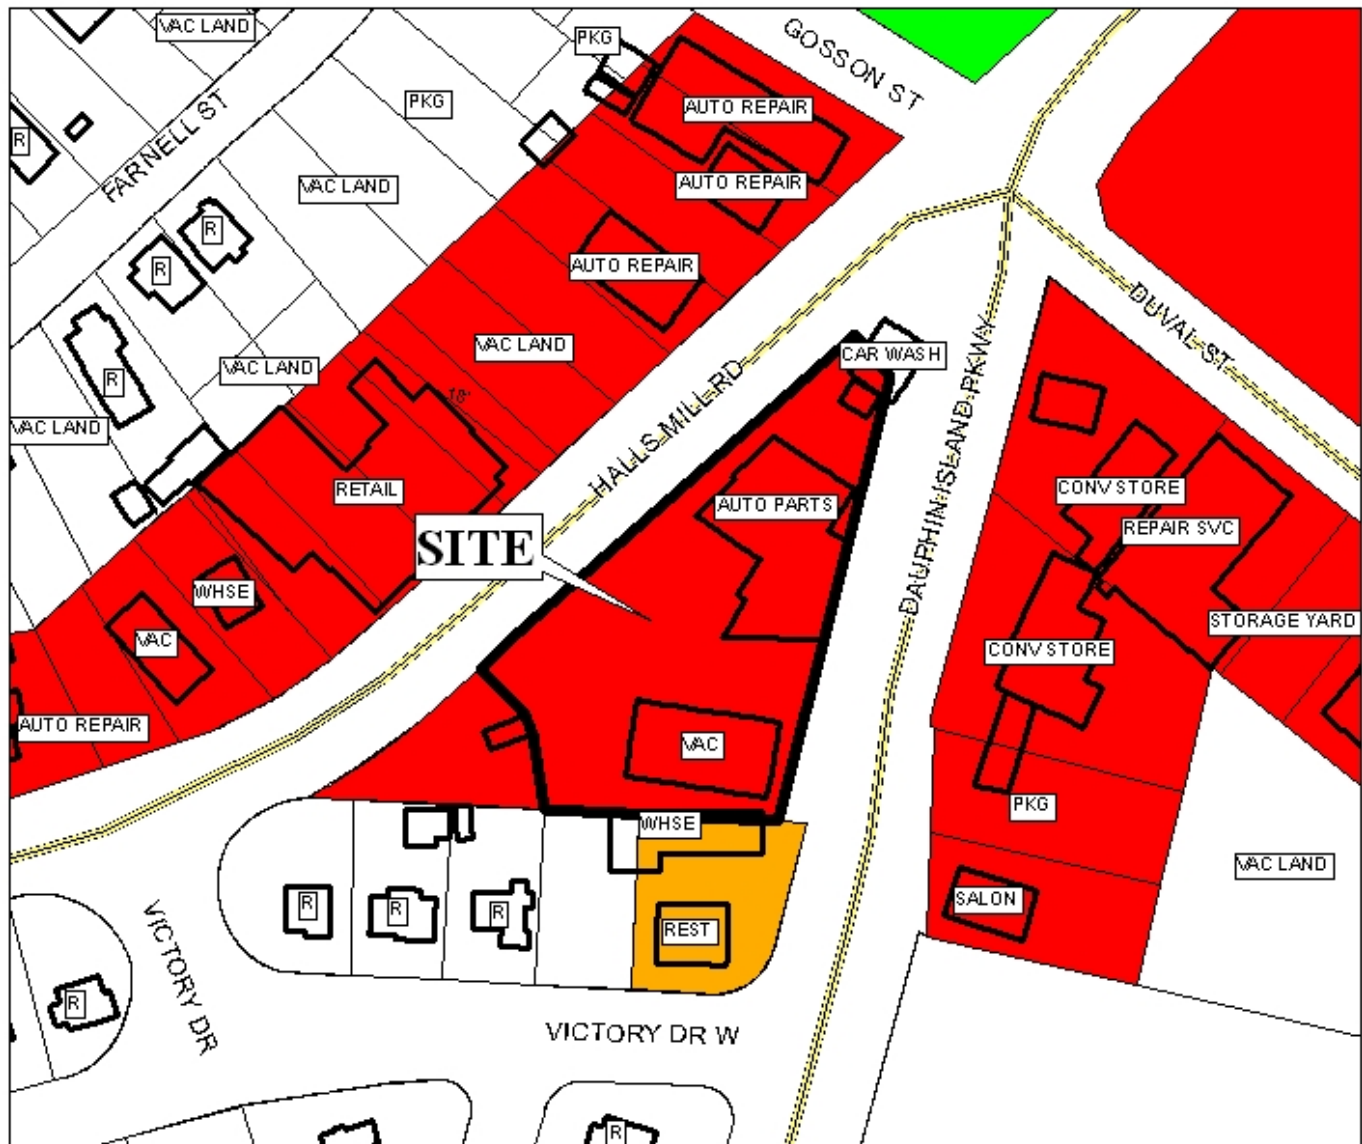 VAC LAND
PKG
GOSSON ST
PKG
AUTO REPAIR
R
FARNELL ST
VAC LAND
AUTO REPAIR
R
R
AUTO REPAIR
DUVAL ST
VAC LAND
CAR WASH
VAC LAND
R
HALLS MILL RD
DAUPHIN ISLAND PKWY
16'
VAC LAND
RETAIL
AUTO PARTS
CONV STORE
REPAIR SVC
SITE
WHSE
STORAGE YARD
VAC
CONV STORE
AUTO REPAIR
VAC
PKG
WHSE
VAC LAND
R
R
R
SALON
REST
VICTORY DR
R
VICTORY DR W
R